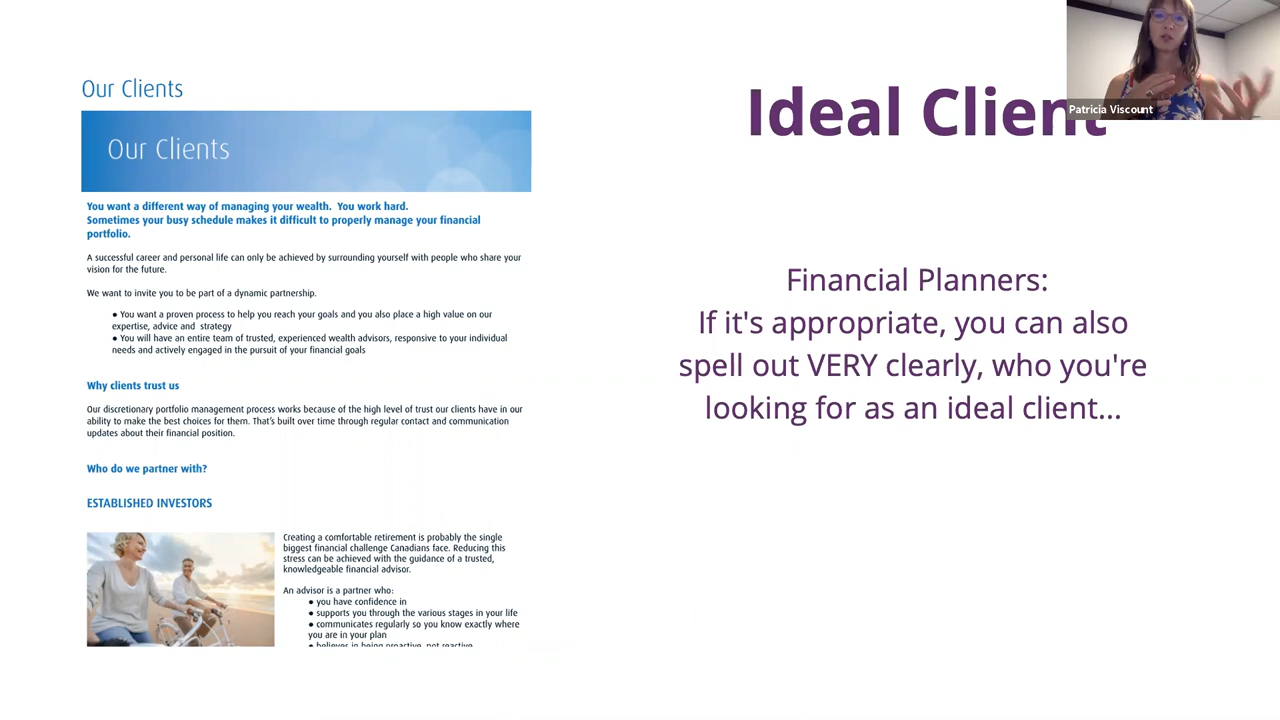 Our Clients
Our Clients
You want a different way of managing your wealth.  You work hard.
Sometimes your busy schedule makes it difficult to properly manage your financial
portfolio.
A successful career and personal life can only be achieved by surrounding yourself with people who share your
vision for the future.
We want to invite you to be part of a dynamic partnership.
● You want a proven process to help you reach your goals and you also place a high value on our
expertise, advice and  strategy
● You will have an entire team of trusted, experienced wealth advisors, responsive to your individual
needs and actively engaged in the pursuit of your financial goals
Why clients trust us
Our discretionary portfolio management process works because of the high level of trust our clients have in our
ability to make the best choices for them. That's built over time through regular contact and communication
updates about their financial position.
Who do we partner with?
ESTABLISHED INVESTORS
Creating a comfortable retirement is probably the single
biggest financial challenge Canadians face. Reducing this
stress can be achieved with the guidance of a trusted,
knowledgeable financial advisor.
An advisor is a partner who:
● you have confidence in
● supports you through the various stages in your life
● communicates regularly so you know exactly where
you are in your plan
● believes in being proactive, not reactive
Ideal Client
Patricia Viscount
Financial Planners:
If it's appropriate, you can also
spell out VERY clearly, who you're
looking for as an ideal client...